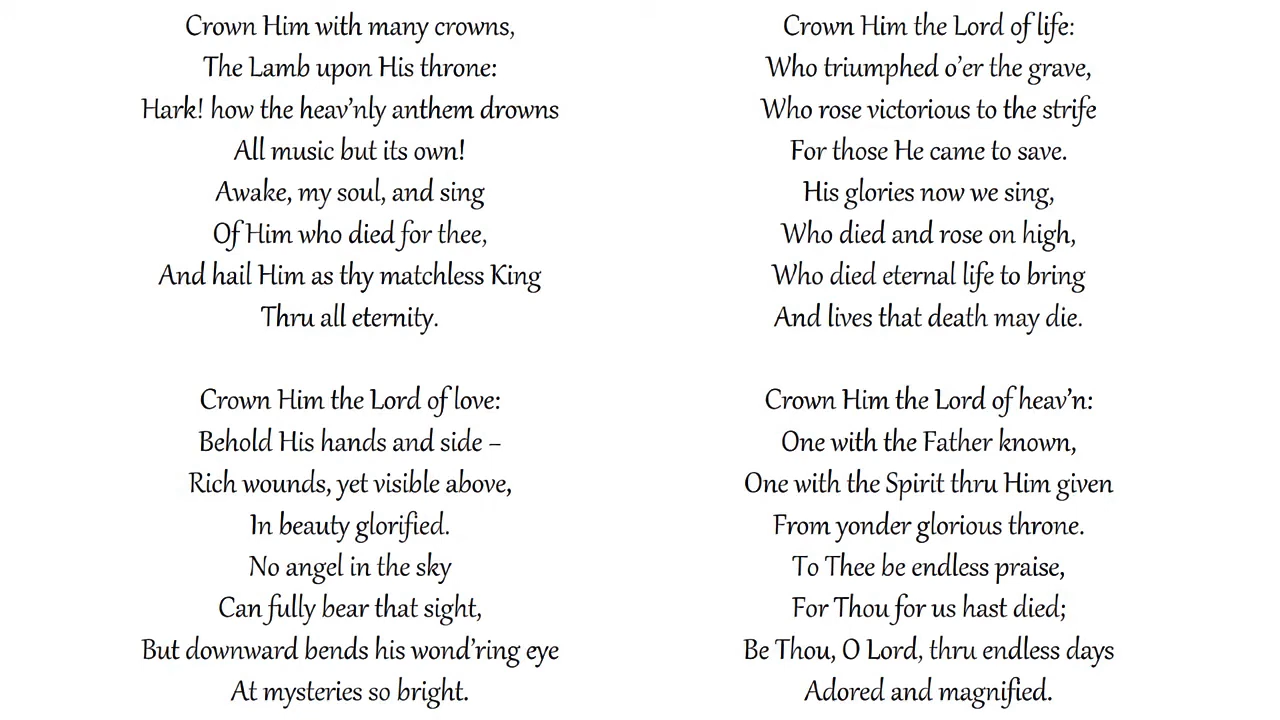 Crown Him with many crowns,
The Lamb upon His throne:
Hark! how the heav’nly anthem drowns
All music but its own!
Awake, my soul, and sing
Of Him who died for thee,
And hail Him as thy matchless King
Thru all eternity.
Crown Him the Lord of love:
Behold His hands and side –
Rich wounds, yet visible above,
In beauty glorified.
No angel in the sky
Can fully bear that sight,
But downward bends his wond’ring eye
At mysteries so bright.
Crown Him the Lord of life:
Who triumphed o’er the grave,
Who rose victorious to the strife
For those He came to save.
His glories now we sing,
Who died and rose on high,
Who died eternal life to bring
And lives that death may die.
Crown Him the Lord of heav’n:
One with the Father known,
One with the Spirit thru Him given
From yonder glorious throne.
To Thee be endless praise,
For Thou for us hast died;
Be Thou, O Lord, thru endless days
Adored and magnified.